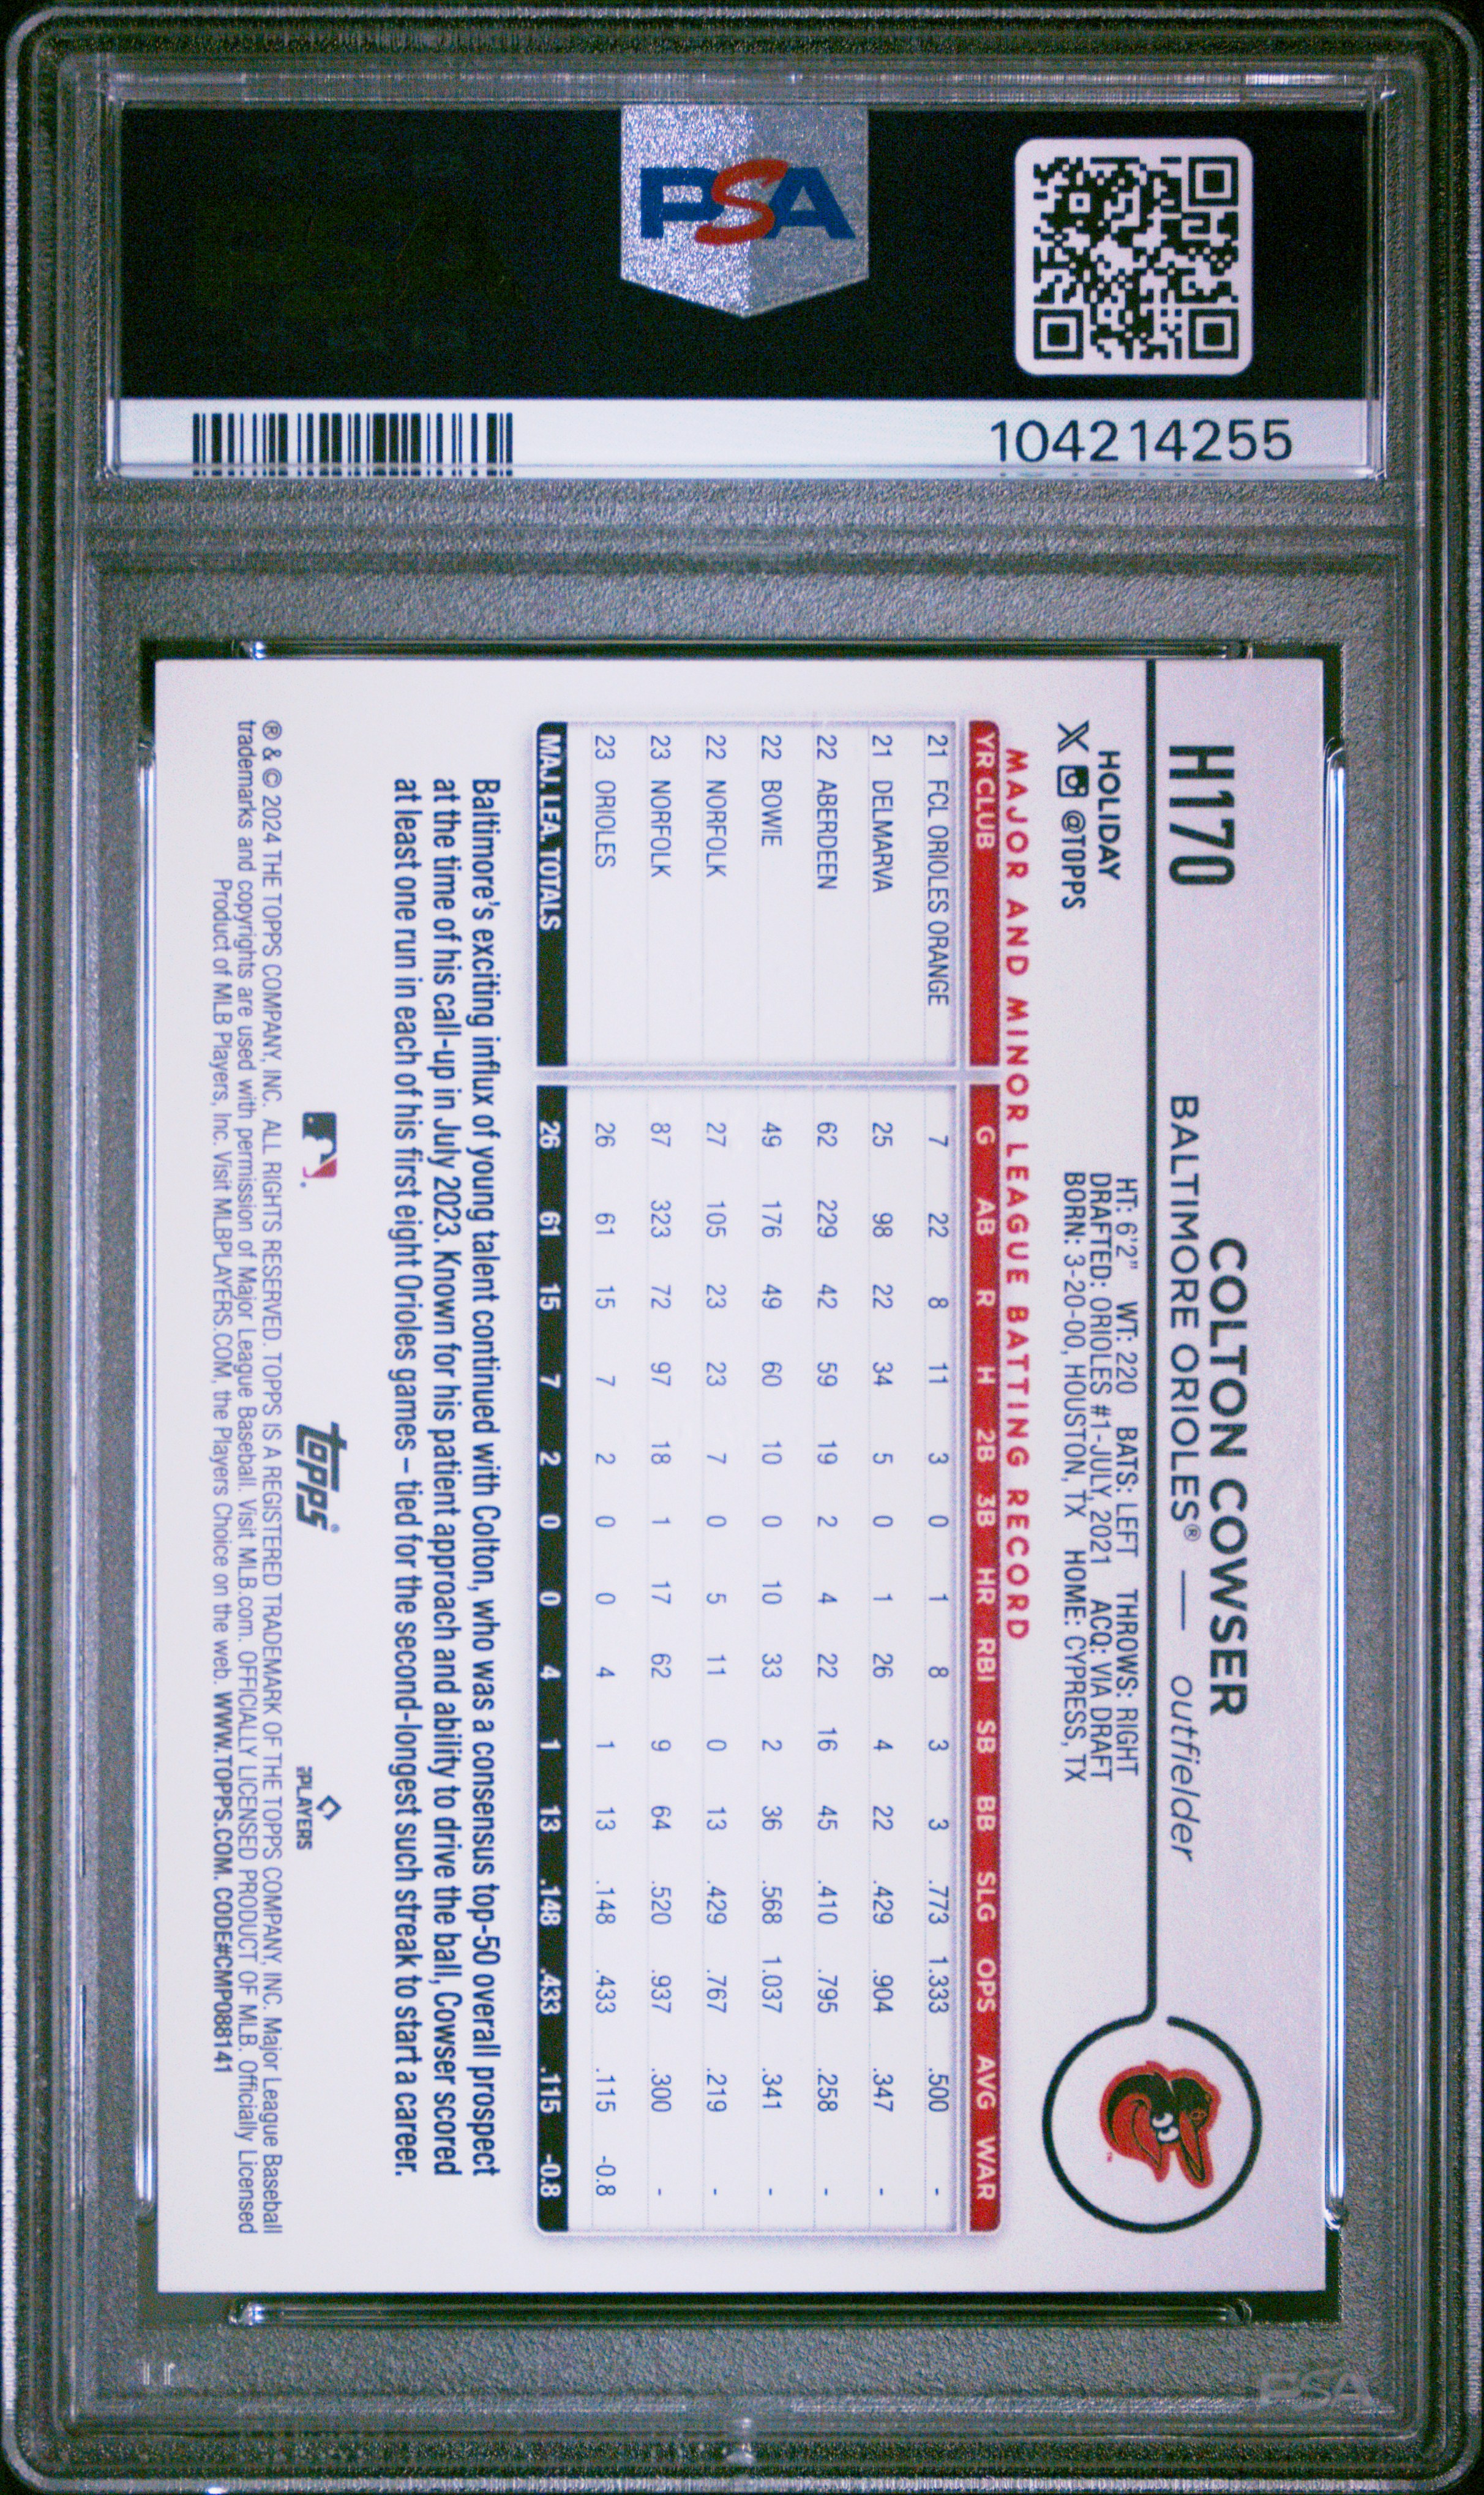 PSA
104214255
H170
COLTON COWSER
BALTIMORE ORIOLES® — outfielder
HOLIDAY
X @TOPPS
HT: 6'2" WT: 220 BATS: LEFT THROWS: RIGHT
DRAFTED: ORIOLES #1-JULY, 2021 ACQ: VIA DRAFT
BORN: 3-20-00, HOUSTON, TX HOME: CYPRESS, TX
MAJOR AND MINOR LEAGUE BATTING RECORD
YR CLUB G AB R H 2B 3B HR RBI SB BB SLG OPS AVG WAR
21 FCL ORIOLES ORANGE 7 22 8 11 3 0 1 8 3 3 .773 1.333 .500 -
21 DELMARVA 25 98 22 34 5 0 1 26 4 22 .429 .904 .347 -
22 ABERDEEN 62 229 42 59 19 2 4 22 16 45 .410 .795 .258 -
22 BOWIE 49 176 49 60 10 0 10 33 2 36 .568 1.037 .341 -
22 NORFOLK 27 105 23 23 7 0 5 11 0 13 .429 .767 .219 -
23 NORFOLK 87 323 72 97 18 1 17 62 9 64 .520 .937 .300 -
23 ORIOLES 26 61 15 7 2 0 0 4 1 13 .148 .433 .115 -0.8
MAJ. LEA. TOTALS 26 61 15 7 2 0 0 4 1 13 .148 .433 .115 -0.8
Baltimore's exciting influx of young talent continued with Colton, who was a consensus top-50 overall prospect
at the time of his call-up in July 2023. Known for his patient approach and ability to drive the ball, Cowser scored
at least one run in each of his first eight Orioles games – tied for the second-longest such streak to start a career.
topps® PLAYERS
® & © 2024 THE TOPPS COMPANY, INC. ALL RIGHTS RESERVED. TOPPS IS A REGISTERED TRADEMARK OF THE TOPPS COMPANY, INC. Major League Baseball
trademarks and copyrights are used with permission of Major League Baseball. Visit MLB.com. OFFICIALLY LICENSED PRODUCT OF MLB. Officially Licensed
Product of MLB Players, Inc. Visit MLBPLAYERS.COM, the Players Choice on the web. WWW.TOPPS.COM. CODE#CMP088141
PSA